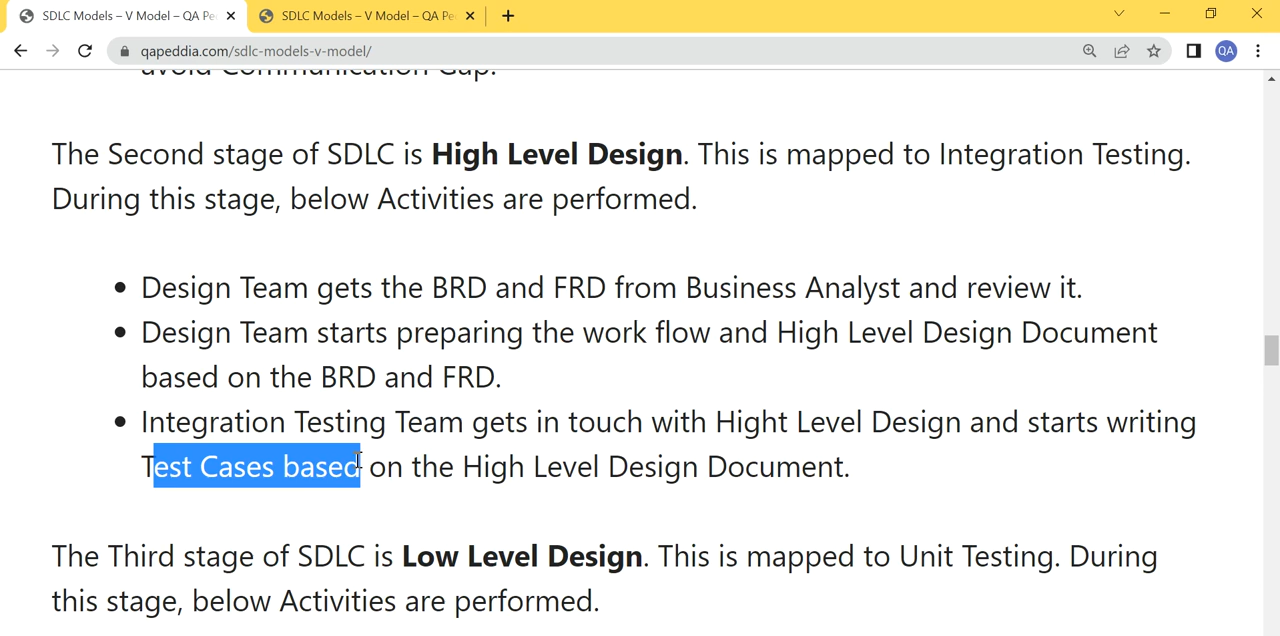 SDLC Models – V Model – QA Pe
SDLC Models – V Model – QA Pe
qapeddia.com/sdlc-models-v-model/
QA
avoid Communication Gap.
The Second stage of SDLC is High Level Design. This is mapped to Integration Testing.
During this stage, below Activities are performed.
• Design Team gets the BRD and FRD from Business Analyst and review it.
• Design Team starts preparing the work flow and High Level Design Document
based on the BRD and FRD.
• Integration Testing Team gets in touch with Hight Level Design and starts writing
Test Cases based on the High Level Design Document.
The Third stage of SDLC is Low Level Design. This is mapped to Unit Testing. During
this stage, below Activities are performed.